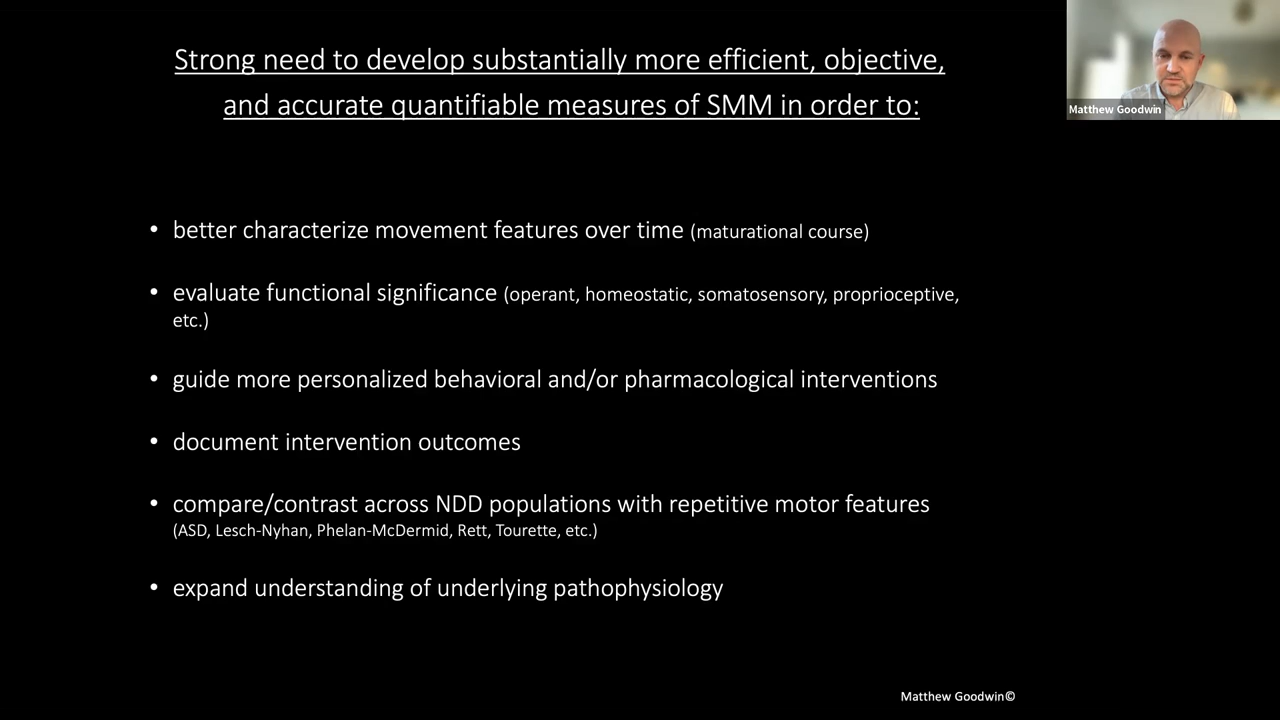 Strong need to develop substantially more efficient, objective,
and accurate quantifiable measures of SMM in order to:
Matthew Goodwin
• better characterize movement features over time (maturational course)
• evaluate functional significance (operant, homeostatic, somatosensory, proprioceptive,
etc.)
• guide more personalized behavioral and/or pharmacological interventions
• document intervention outcomes
• compare/contrast across NDD populations with repetitive motor features
(ASD, Lesch-Nyhan, Phelan-McDermid, Rett, Tourette, etc.)
• expand understanding of underlying pathophysiology
Matthew Goodwin©